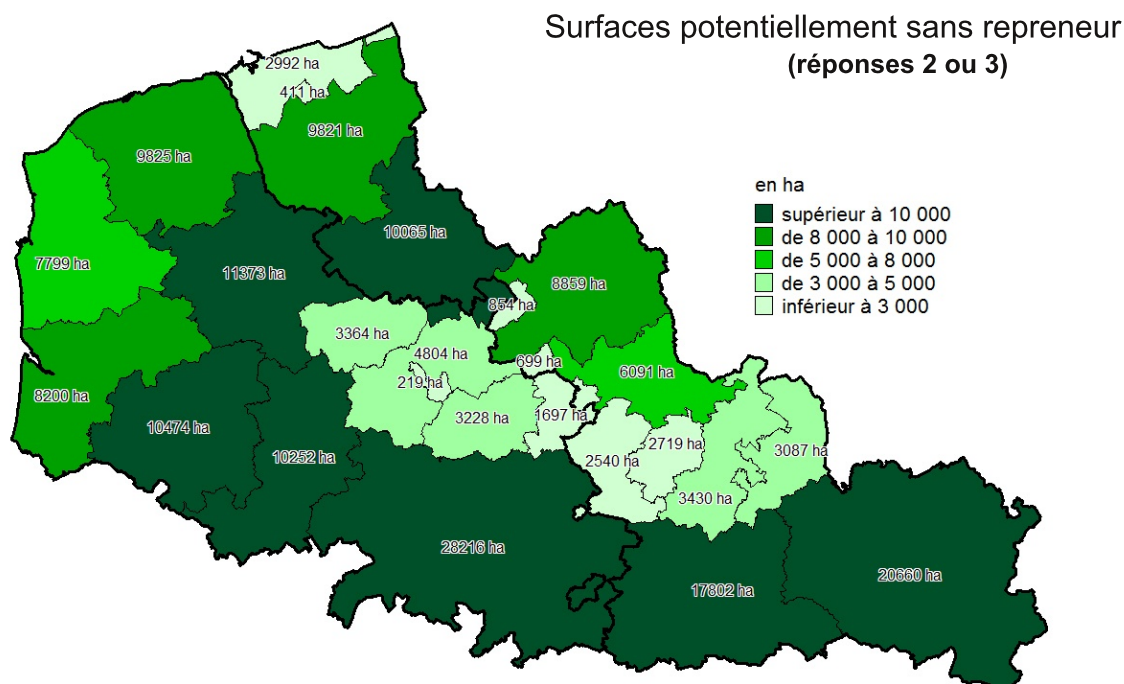 Surfaces potentiellement sans repreneur
(réponses 2 ou 3)
2992 ha
411 ha
9821 ha
9825 ha
en ha
supérieur à 10 000
de 8 000 à 10 000
de 5 000 à 8 000
de 3 000 à 5 000
inférieur à 3 000
10065 ha
7799 ha
11373 ha
8859 ha
854 ha
3364 ha
4804 ha
699 ha
6091 ha
219 ha
8200 ha
3228 ha
1697 ha
10474 ha
2719 ha
3087 ha
10252 ha
2540 ha
3430 ha
28216 ha
20660 ha
17802 ha